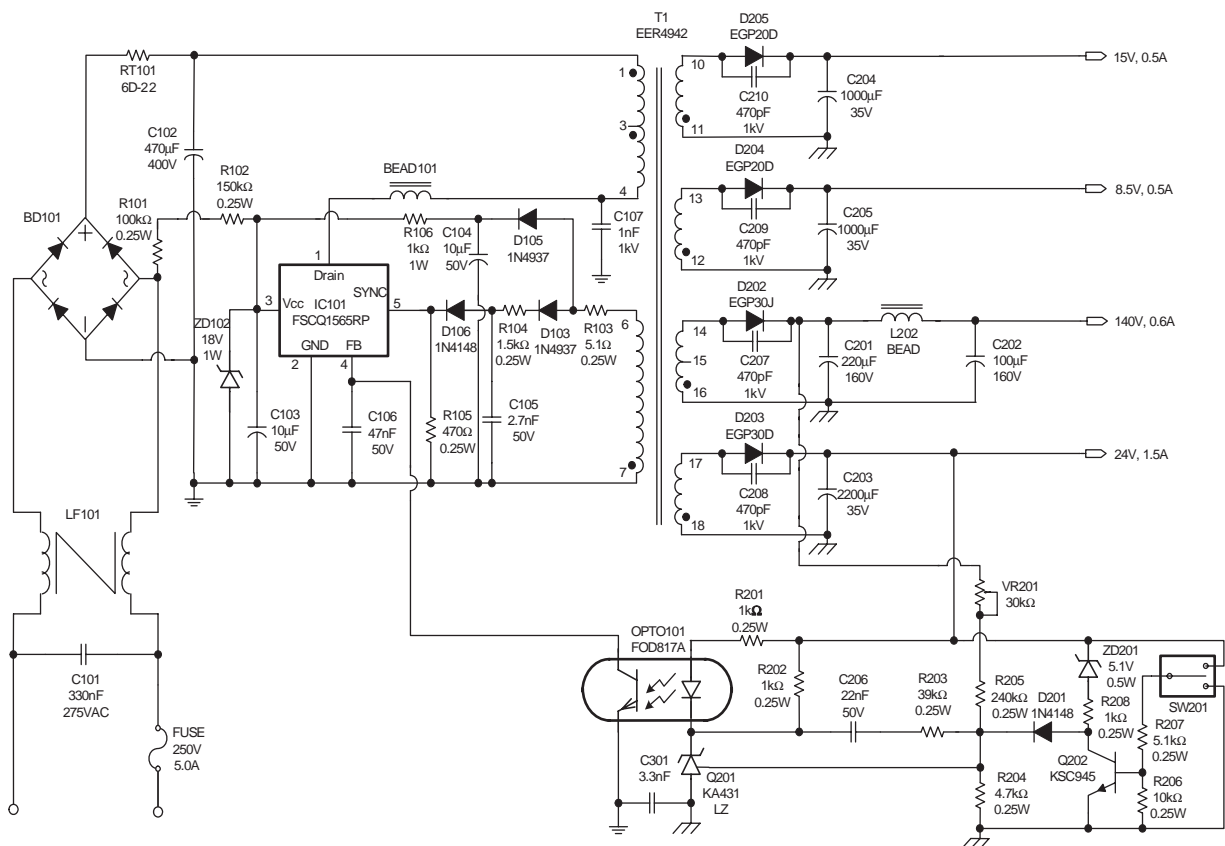 T1
EER4942
RT101
6D-22
C102
470µF
400V
R102
150kΩ
0.25W
R101
100kΩ
0.25W
BD101
BEAD101
1
3
4
C107
1nF
1kV
R106
1kΩ
1W
C104
10µF
50V
D105
1N4937
1
Drain
SYNC
3
Vcc
IC101
FSCQ1565RP
5
GND
FB
2
4
ZD102
18V
1W
D106
1N4148
R104
1.5kΩ
0.25W
D103
1N4937
R103
5.1Ω
0.25W
6
7
C103
10µF
50V
C106
47nF
50V
R105
470Ω
0.25W
C105
2.7nF
50V
LF101
C101
330nF
275VAC
FUSE
250V
5.0A
D205
EGP20D
10
11
C210
470pF
1kV
C204
1000µF
35V
15V, 0.5A
D204
EGP20D
13
12
C209
470pF
1kV
C205
1000µF
35V
8.5V, 0.5A
D202
EGP30J
14
15
16
C207
470pF
1kV
C201
220µF
160V
L202
BEAD
C202
100µF
160V
140V, 0.6A
D203
EGP30D
17
18
C208
470pF
1kV
C203
2200µF
35V
24V, 1.5A
VR201
30kΩ
R201
1kΩ
0.25W
OPTO101
FOD817A
R202
1kΩ
0.25W
C206
22nF
50V
R203
39kΩ
0.25W
R205
240kΩ
0.25W
D201
1N4148
ZD201
5.1V
0.5W
R208
1kΩ
0.25W
SW201
R207
5.1kΩ
0.25W
Q202
KSC945
R206
10kΩ
0.25W
C301
3.3nF
Q201
KA431
LZ
R204
4.7kΩ
0.25W